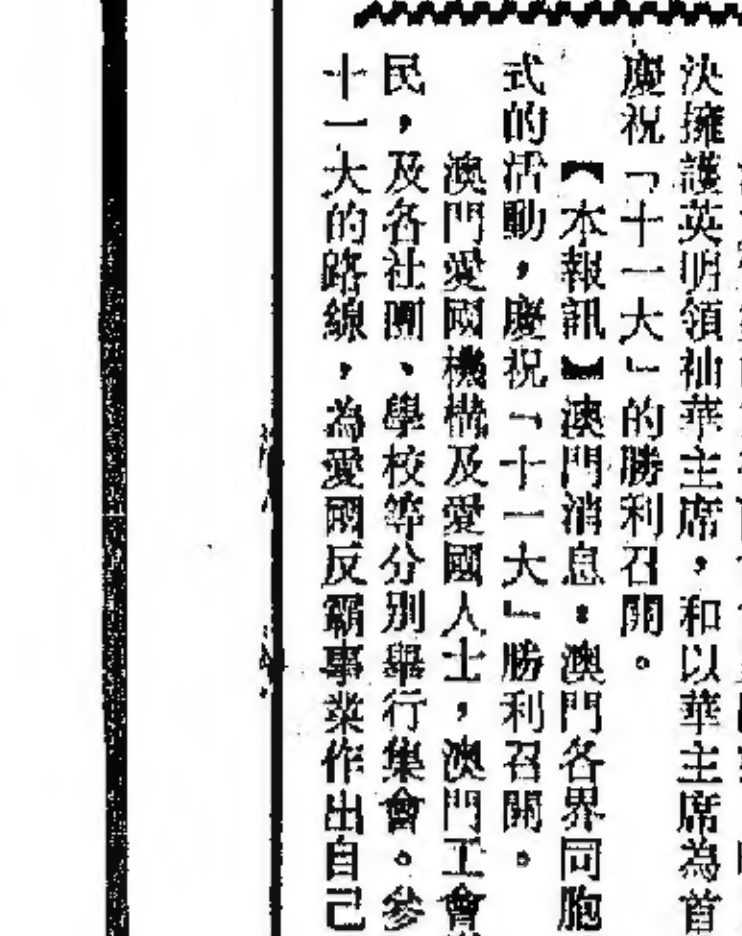 決擁護英明領袖華主席，和以華主席為首
慶祝「十一大」的勝利召開。
【本報訊】澳門消息：澳門各界同胞
式的活動，慶祝「十一大」勝利召開。
澳門愛國機構及愛國人士，澳門工會
民，及各社團、學校等分別舉行集會。參
十一大的路線，為愛國反霸事業作出自己